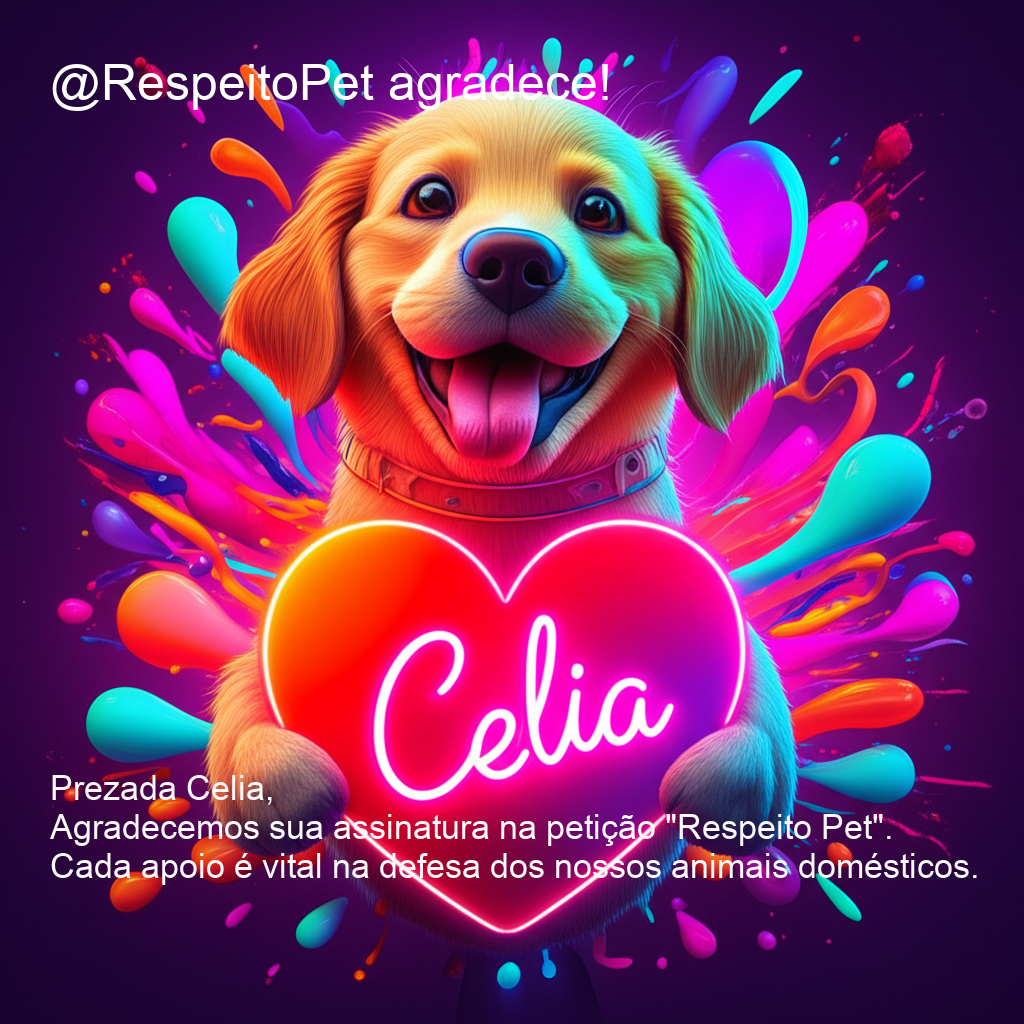 @RespeitoPet agradece!
Celia
Prezada Celia,
Agradecemos sua assinatura na petição "Respeito Pet".
Cada apoio é vital na defesa dos nossos animais domésticos.